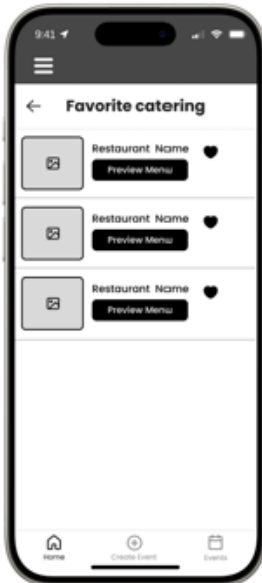 9:41
Favorite catering
Restaurant Name
Preview Menu
Restaurant Name
Preview Menu
Restaurant Name
Preview Menu
Home
Create Event
Events